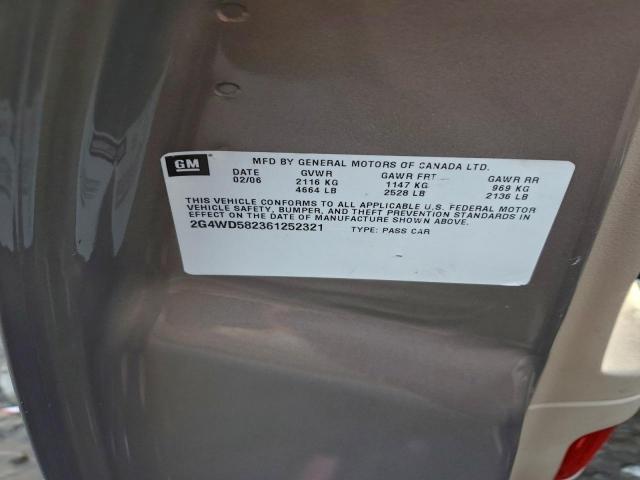 GM MFD BY GENERAL MOTORS OF CANADA LTD.
DATE GVWR GAWR FRT GAWR RR
02/06 2116 KG 1147 KG 969 KG
4664 LB 2528 LB 2136 LB
THIS VEHICLE CONFORMS TO ALL APPLICABLE U.S. FEDERAL MOTOR
VEHICLE SAFETY, BUMPER, AND THEFT PREVENTION STANDARDS IN
EFFECT ON THE DATE OF MANUFACTURE SHOWN ABOVE.
2G4WD582361252321 TYPE: PASS CAR